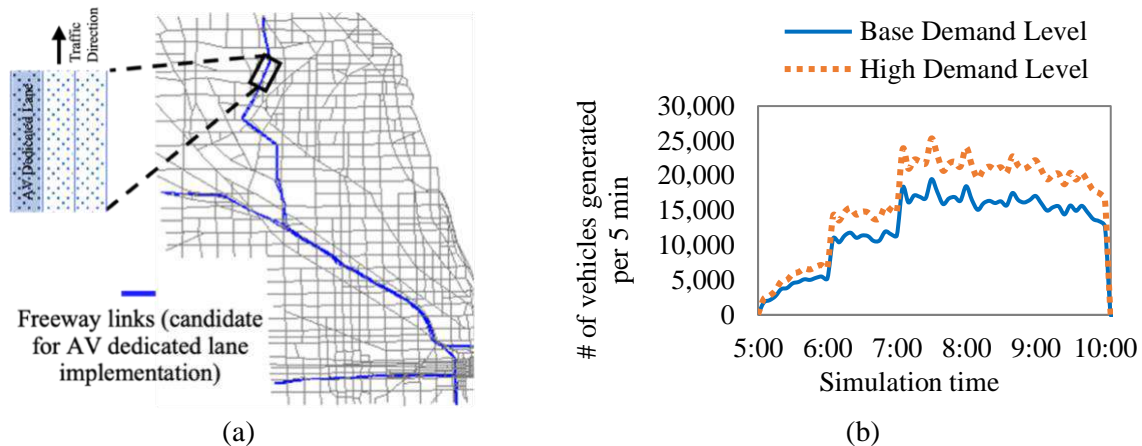 Traffic
Direction
AV Dedicated Lane
Freeway links (candidate
for AV dedicated lane
implementation)
(a)
Base Demand Level
High Demand Level
# of vehicles generated
per 5 min
30,000
25,000
20,000
15,000
10,000
5,000
0
5:00 6:00 7:00 8:00 9:00 10:00
Simulation time
(b)